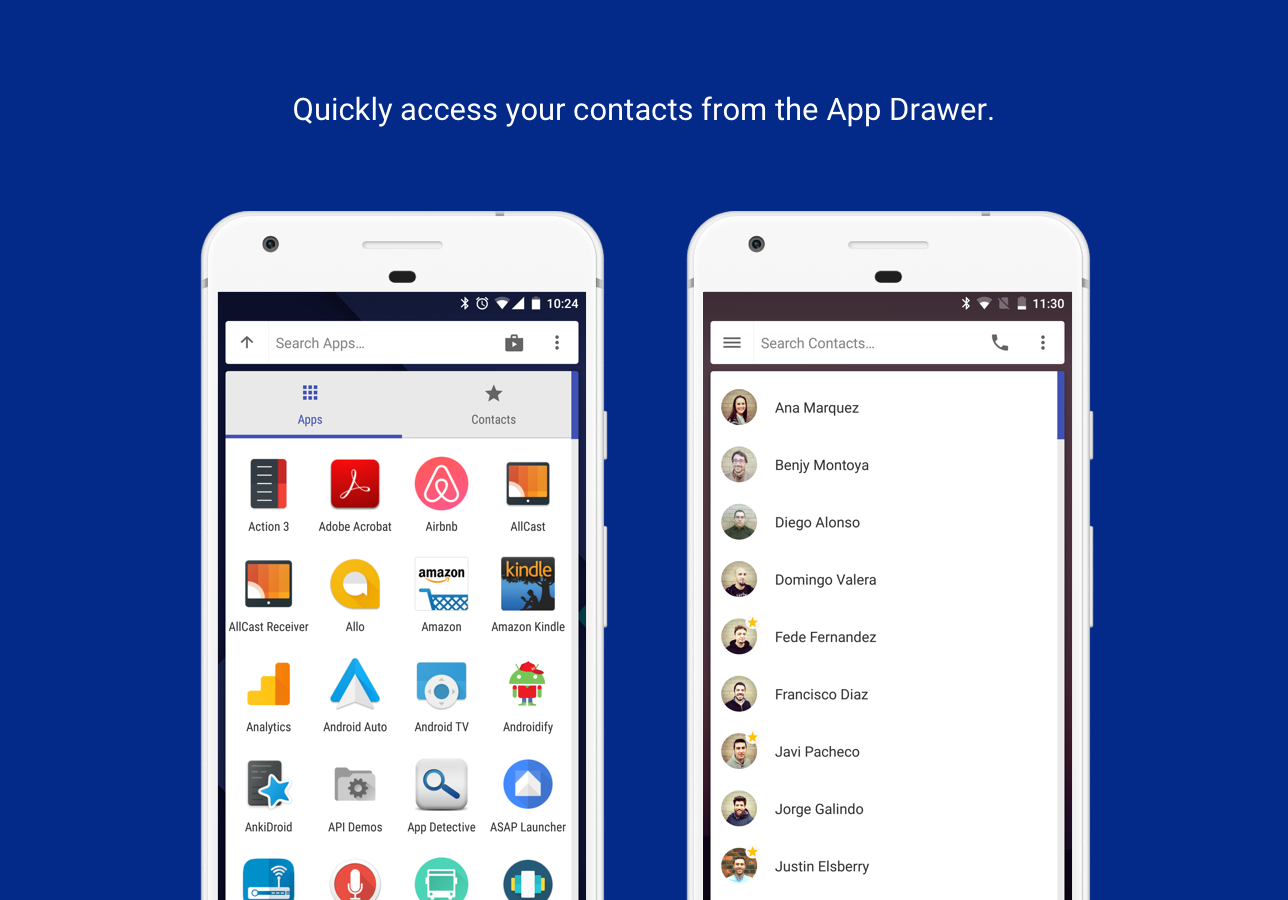 Quickly access your contacts from the App Drawer.
10:24
Search Apps...
Apps
Contacts
Action 3
Adobe Acrobat
Airbnb
AllCast
amazon
kindle
AllCast Receiver
Allo
Amazon
Amazon Kindle
Analytics
Android Auto
Android TV
Androidify
AnkiDroid
API Demos
App Detective
ASAP Launcher
11:30
Search Contacts...
Ana Marquez
Benjy Montoya
Diego Alonso
Domingo Valera
Fede Fernandez
Francisco Diaz
Javi Pacheco
Jorge Galindo
Justin Elsberry